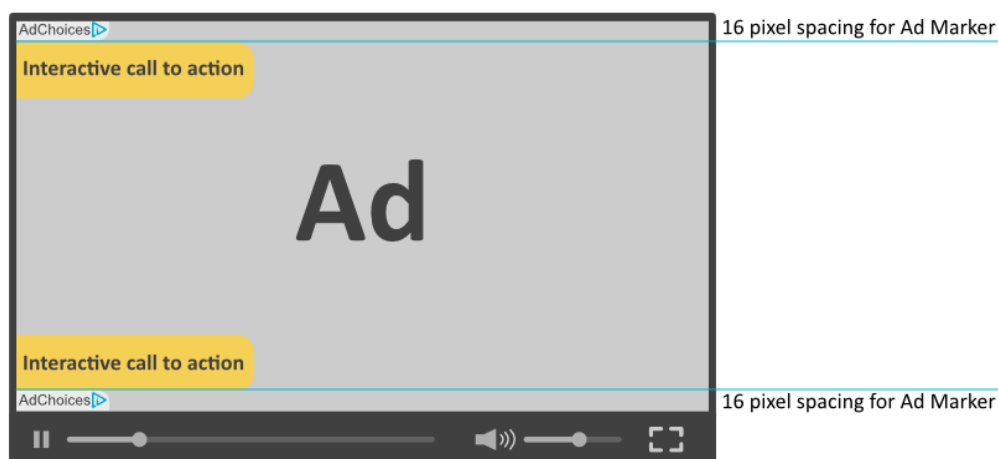 AdChoices
16 pixel spacing for Ad Marker
Interactive call to action
Ad
Interactive call to action
AdChoices
16 pixel spacing for Ad Marker